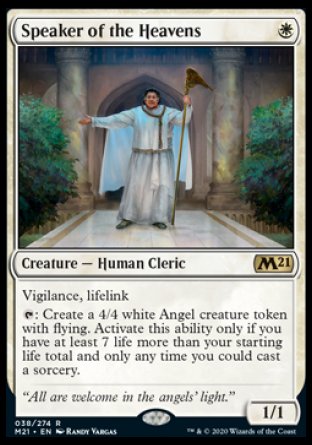 Speaker of the Heavens
Creature — Human Cleric
M21
Vigilance, lifelink
: Create a 4/4 white Angel creature token
with flying. Activate this ability only if
you have at least 7 life more than your starting
life total and only any time you could cast
a sorcery.
"All are welcome in the angels' light."
038/274 R
M21 • EN RANDY VARGAS
™ & © 2020 Wizards of the Coast
1/1